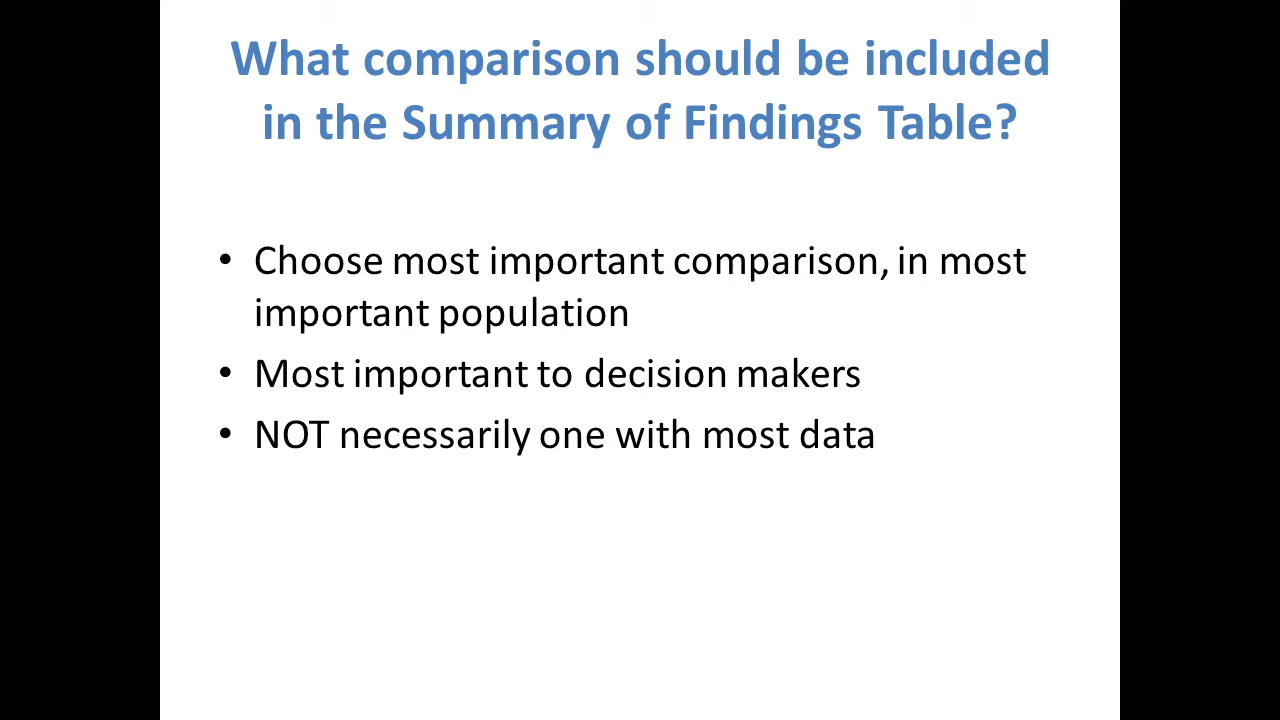 What comparison should be included
in the Summary of Findings Table?
• Choose most important comparison, in most
important population
• Most important to decision makers
• NOT necessarily one with most data